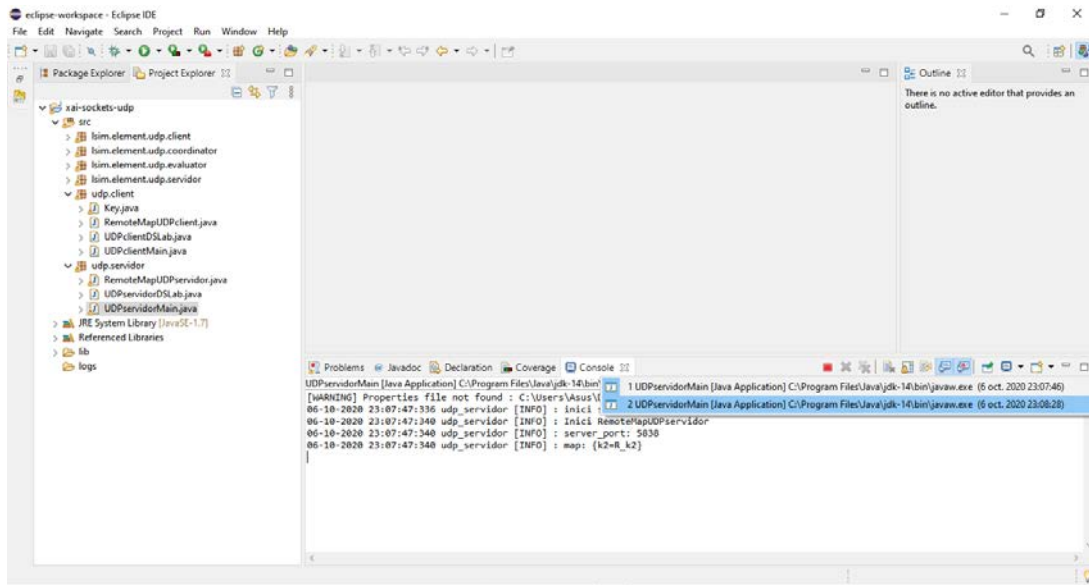 eclipse-workspace - Eclipse IDE
File Edit Navigate Search Project Run Window Help
Package Explorer Project Explorer
xai-sockets-udp
src
lsim.element.udp.client
lsim.element.udp.coordinator
lsim.element.udp.evaluator
lsim.element.udp.servidor
udp.client
Key.java
RemoteMapUDPclient.java
UDPclientDSLab.java
UDPclientMain.java
udp.servidor
RemoteMapUDPservidor.java
UDPservidorDSLab.java
UDPservidorMain.java
JRE System Library [JavaSE-1.7]
Referenced Libraries
lib
logs
Outline
There is no active editor that provides an
outline.
Problems Javadoc Declaration Coverage Console
UDPservidorMain [Java Application] C:\Program Files\Java\jdk-14\bin\
1 UDPservidorMain [Java Application] C:\Program Files\Java\jdk-14\bin\javaw.exe (6 oct. 2020 23:07:46)
2 UDPservidorMain [Java Application] C:\Program Files\Java\jdk-14\bin\javaw.exe (6 oct. 2020 23:08:28)
[WARNING] Properties file not found : C:\Users\Asus\
06-10-2020 23:07:47:336 udp_servidor [INFO] : inici
06-10-2020 23:07:47:340 udp_servidor [INFO] : Inici RemoteMapUDPservidor
06-10-2020 23:07:47:340 udp_servidor [INFO] : server_port: 5838
06-10-2020 23:07:47:340 udp_servidor [INFO] : map: {k2=R_k2}